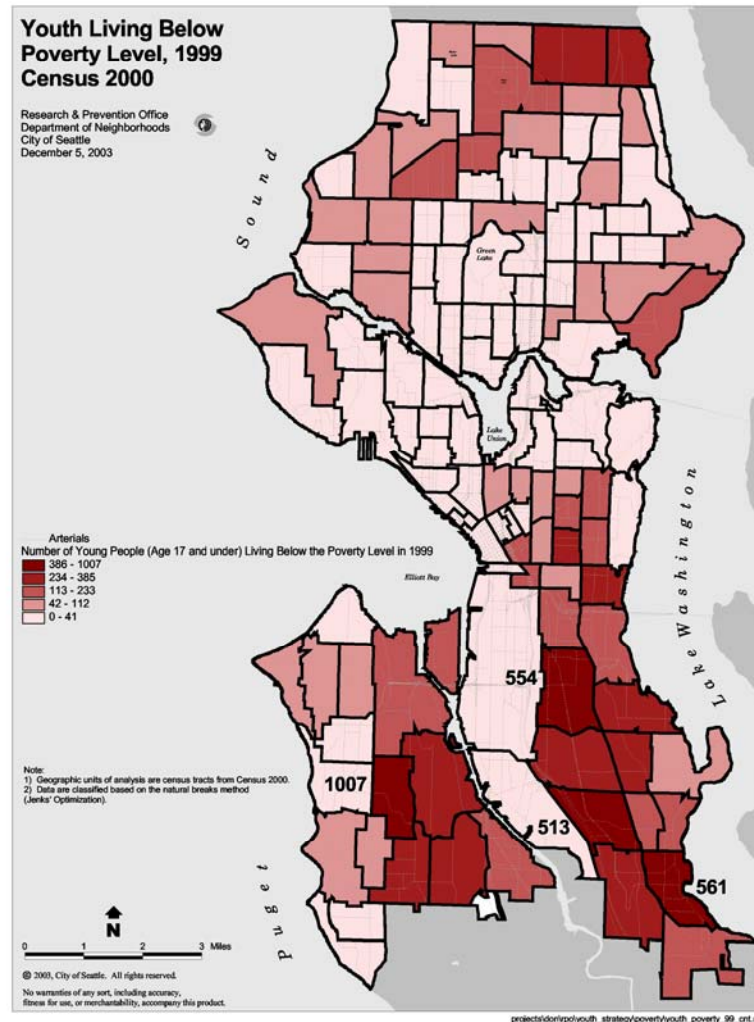 Youth Living Below
Poverty Level, 1999
Census 2000
Research & Prevention Office
Department of Neighborhoods
City of Seattle
December 5, 2003
Sound
Green
Lake
Lake
Union
Lake Washington
Arterials
Number of Young People (Age 17 and under) Living Below the Poverty Level in 1999
386 - 1007
234 - 385
113 - 233
42 - 112
0 - 41
Elliott Bay
554
Note:
1) Geographic units of analysis are census tracts from Census 2000.
2) Data are classified based on the natural breaks method
(Jenks' Optimization).
1007
513
561
Puget
N
0 1 2 3 Miles
© 2003, City of Seattle. All rights reserved.
No warranties of any sort, including accuracy,
fitness for use, or merchantability, accompany this product.